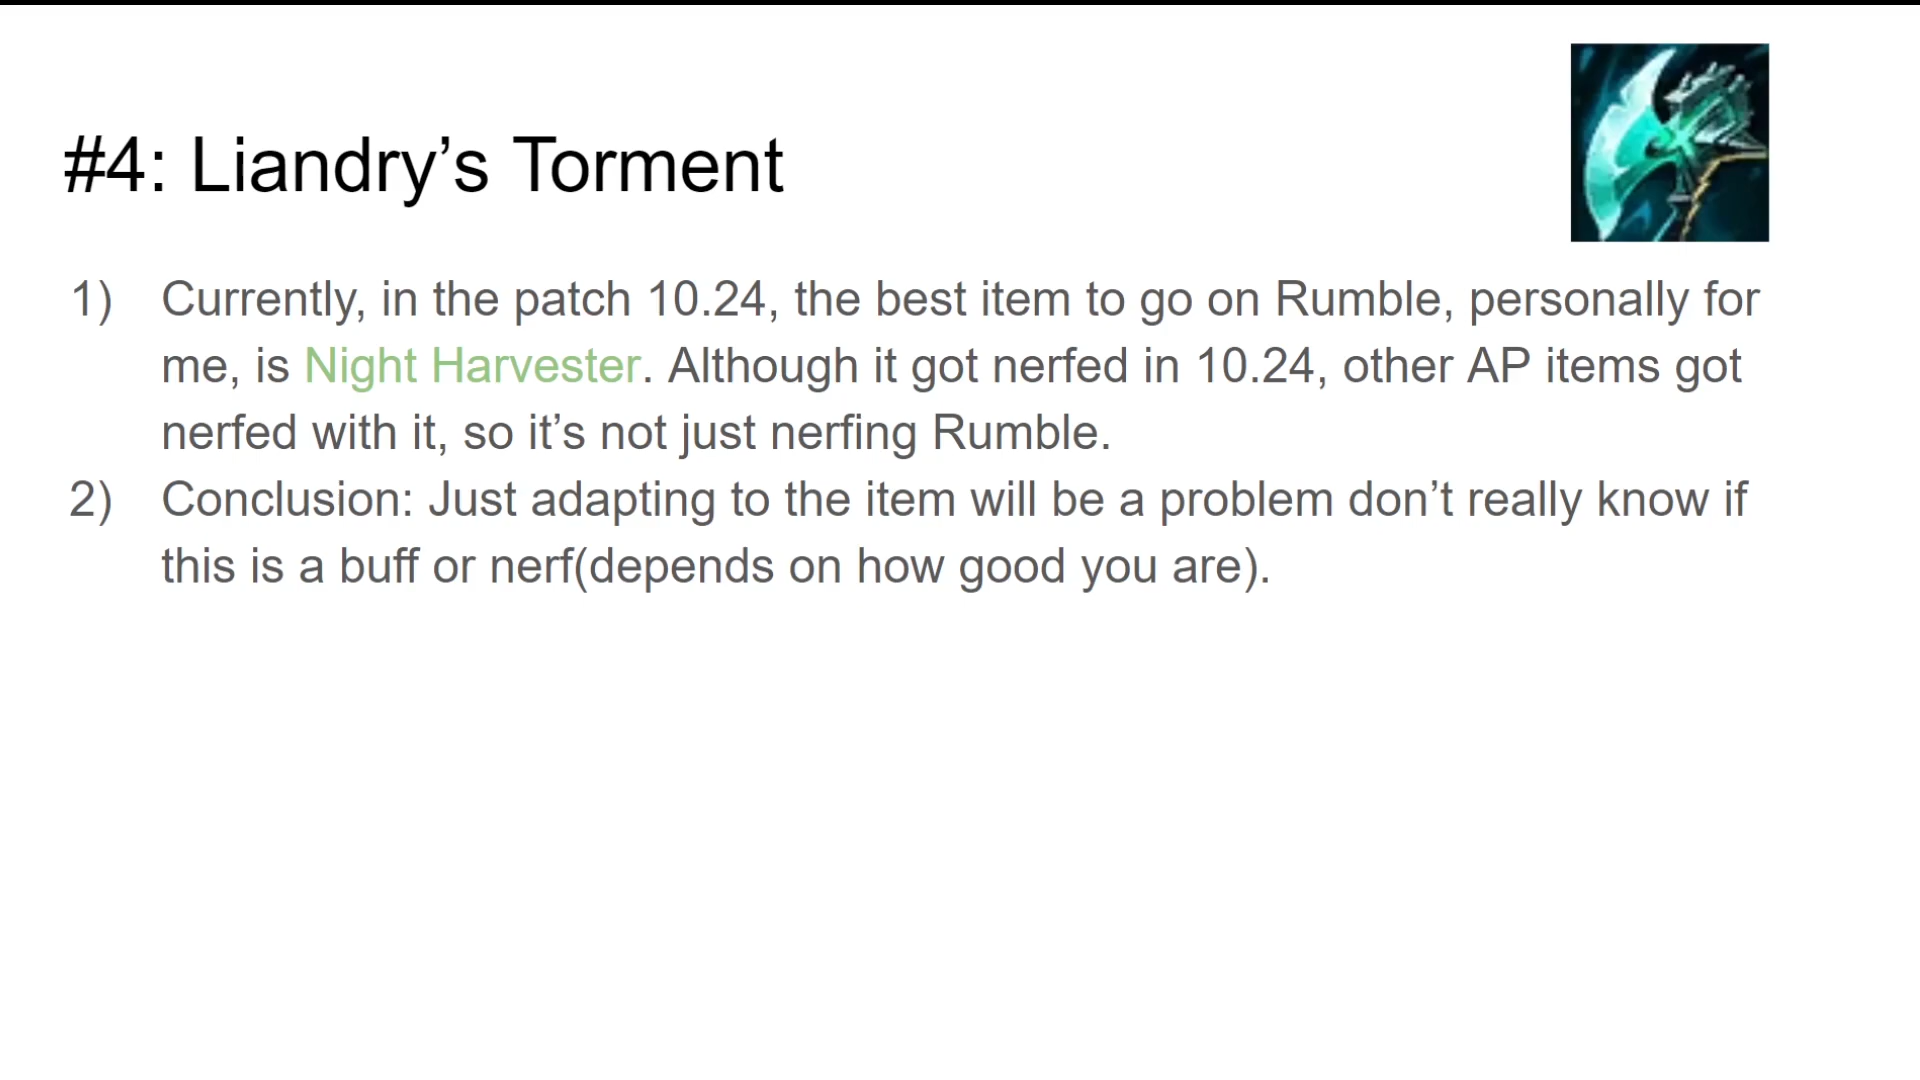 #4: Liandry’s Torment
1) Currently, in the patch 10.24, the best item to go on Rumble, personally for
me, is Night Harvester. Although it got nerfed in 10.24, other AP items got
nerfed with it, so it’s not just nerfing Rumble.
2) Conclusion: Just adapting to the item will be a problem don’t really know if
this is a buff or nerf(depends on how good you are).